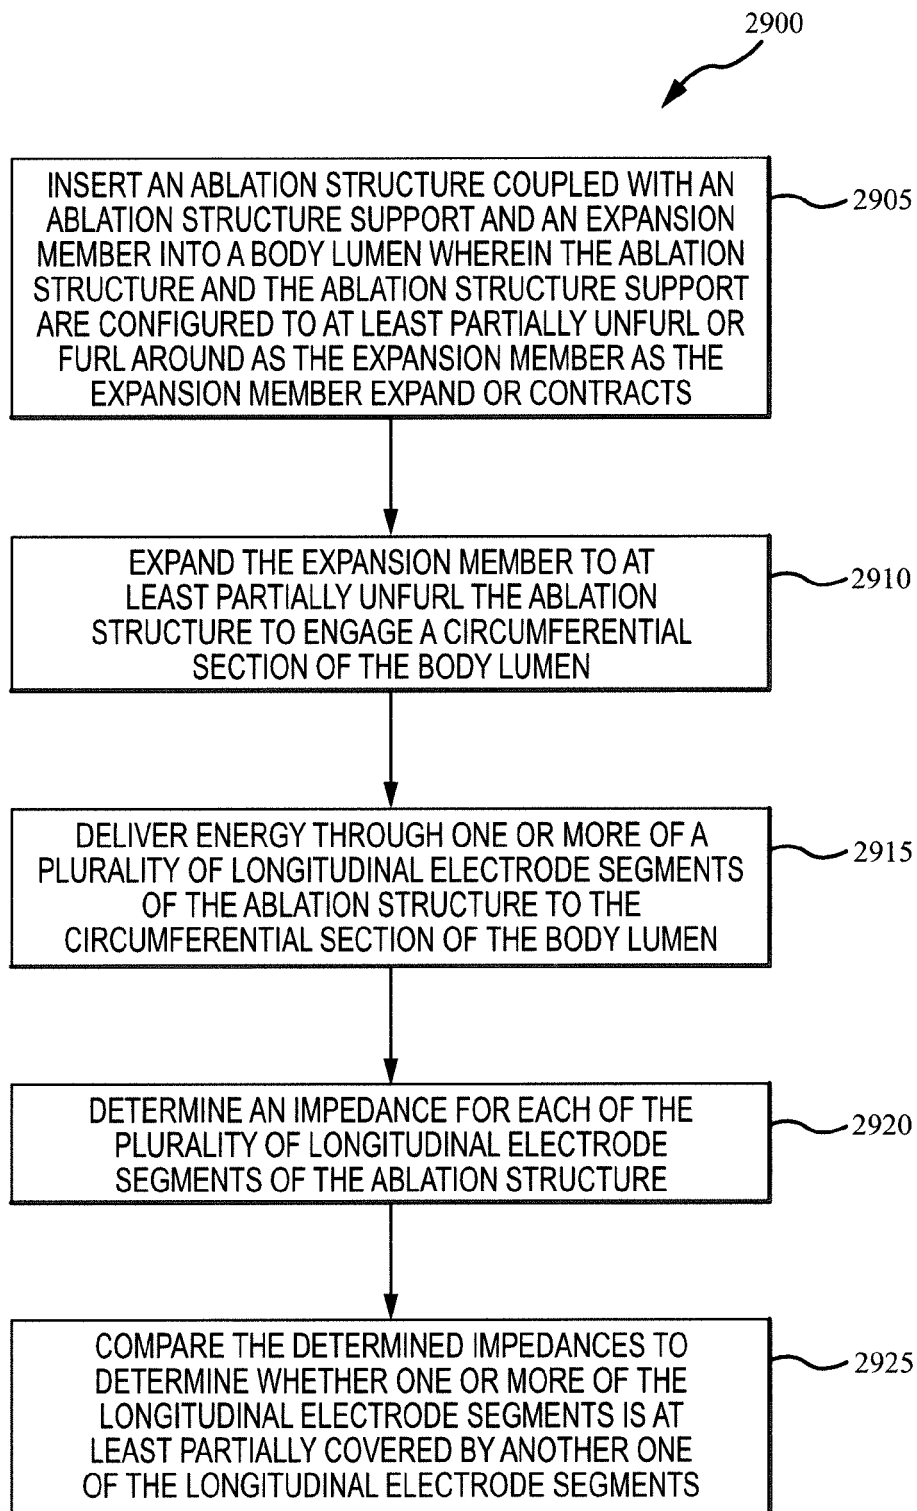 2900
INSERT AN ABLATION STRUCTURE COUPLED WITH AN
ABLATION STRUCTURE SUPPORT AND AN EXPANSION
MEMBER INTO A BODY LUMEN WHEREIN THE ABLATION
STRUCTURE AND THE ABLATION STRUCTURE SUPPORT
ARE CONFIGURED TO AT LEAST PARTIALLY UNFURL OR
FURL AROUND AS THE EXPANSION MEMBER AS THE
EXPANSION MEMBER EXPAND OR CONTRACTS
2905
EXPAND THE EXPANSION MEMBER TO AT
LEAST PARTIALLY UNFURL THE ABLATION
STRUCTURE TO ENGAGE A CIRCUMFERENTIAL
SECTION OF THE BODY LUMEN
2910
DELIVER ENERGY THROUGH ONE OR MORE OF A
PLURALITY OF LONGITUDINAL ELECTRODE SEGMENTS
OF THE ABLATION STRUCTURE TO THE
CIRCUMFERENTIAL SECTION OF THE BODY LUMEN
2915
DETERMINE AN IMPEDANCE FOR EACH OF THE
PLURALITY OF LONGITUDINAL ELECTRODE
SEGMENTS OF THE ABLATION STRUCTURE
2920
COMPARE THE DETERMINED IMPEDANCES TO
DETERMINE WHETHER ONE OR MORE OF THE
LONGITUDINAL ELECTRODE SEGMENTS IS AT
LEAST PARTIALLY COVERED BY ANOTHER ONE
OF THE LONGITUDINAL ELECTRODE SEGMENTS
2925